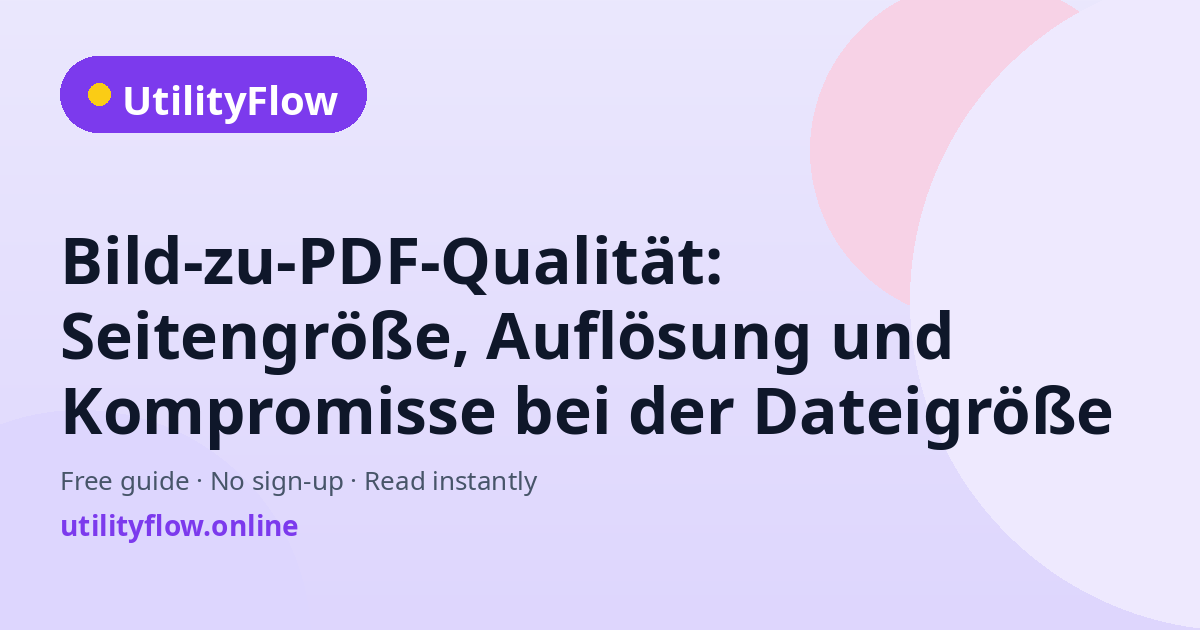 UtilityFlow
Bild-zu-PDF-Qualität:
Seitengröße, Auflösung und
Kompromisse bei der Dateigröße
Free guide · No sign-up · Read instantly
utilityflow.online